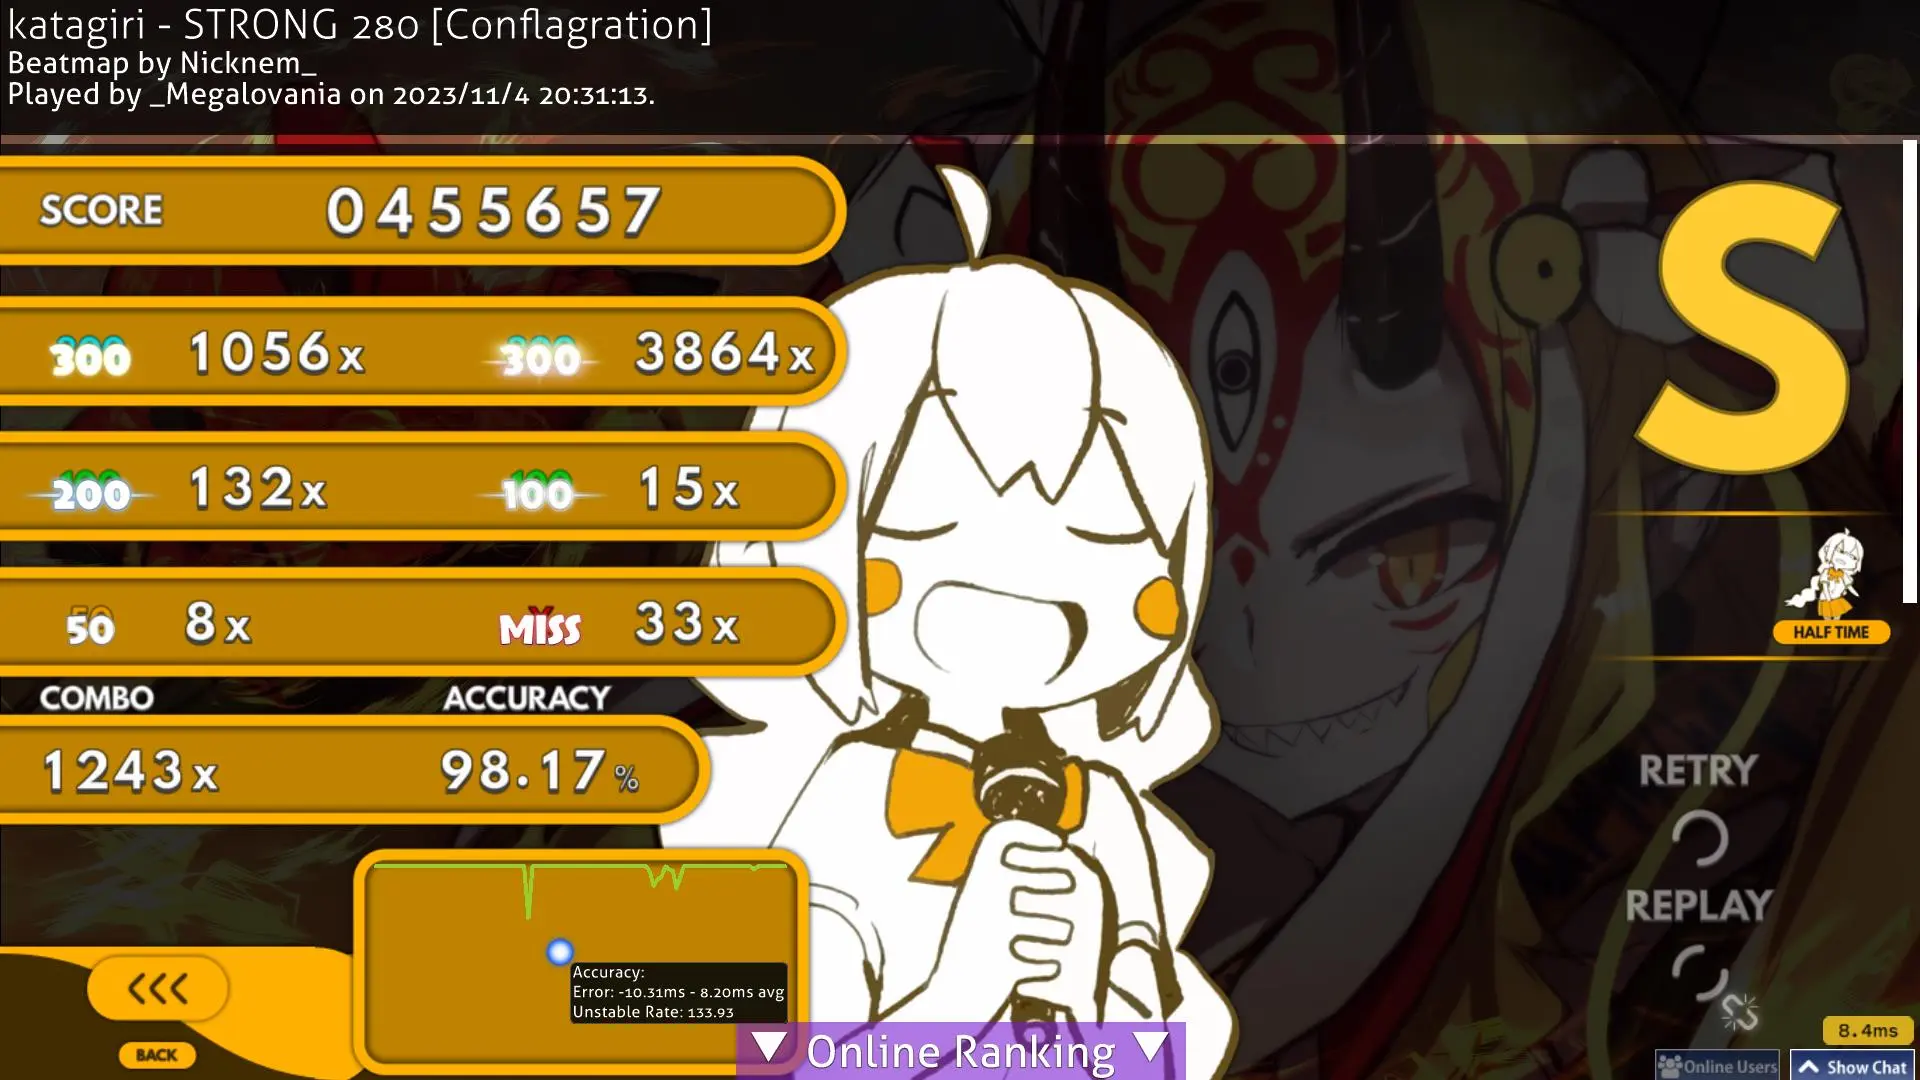 katagiri - STRONG 280 [Conflagration]
Beatmap by Nicknem_
Played by _Megalovania on 2023/11/4 20:31:13.
SCORE 0455657
300 1056x 300 3864x
200 132x 100 15x
50 8x MISS 33x
COMBO ACCURACY
1243x 98.17%
S
HALF TIME
RETRY
REPLAY
Accuracy:
Error: -10.31ms - 8.20ms avg
Unstable Rate: 133.93
BACK
▼ Online Ranking ▼
8.4ms
Online Users
Show Chat